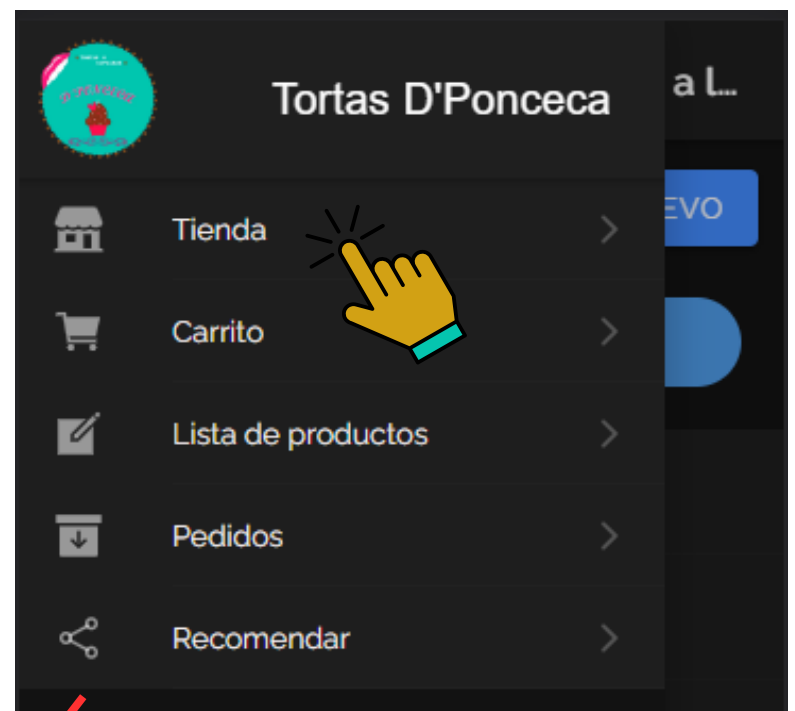 Tortas D'Ponceca
a l...
EVO
Tienda
Carrito
Lista de productos
Pedidos
Recomendar